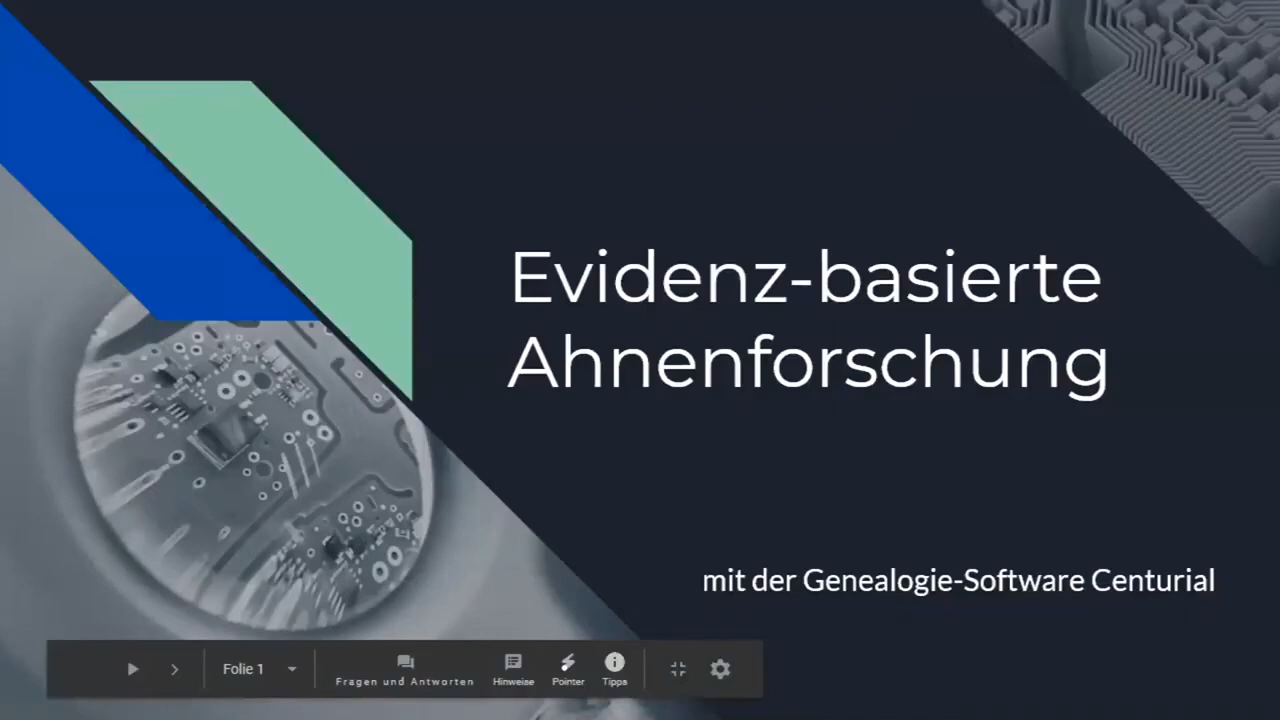 Evidenz-basierte
Ahnenforschung
mit der Genealogie-Software Centurial
Folie 1
Fragen und Antworten
Hinweise
Pointer
Tipps